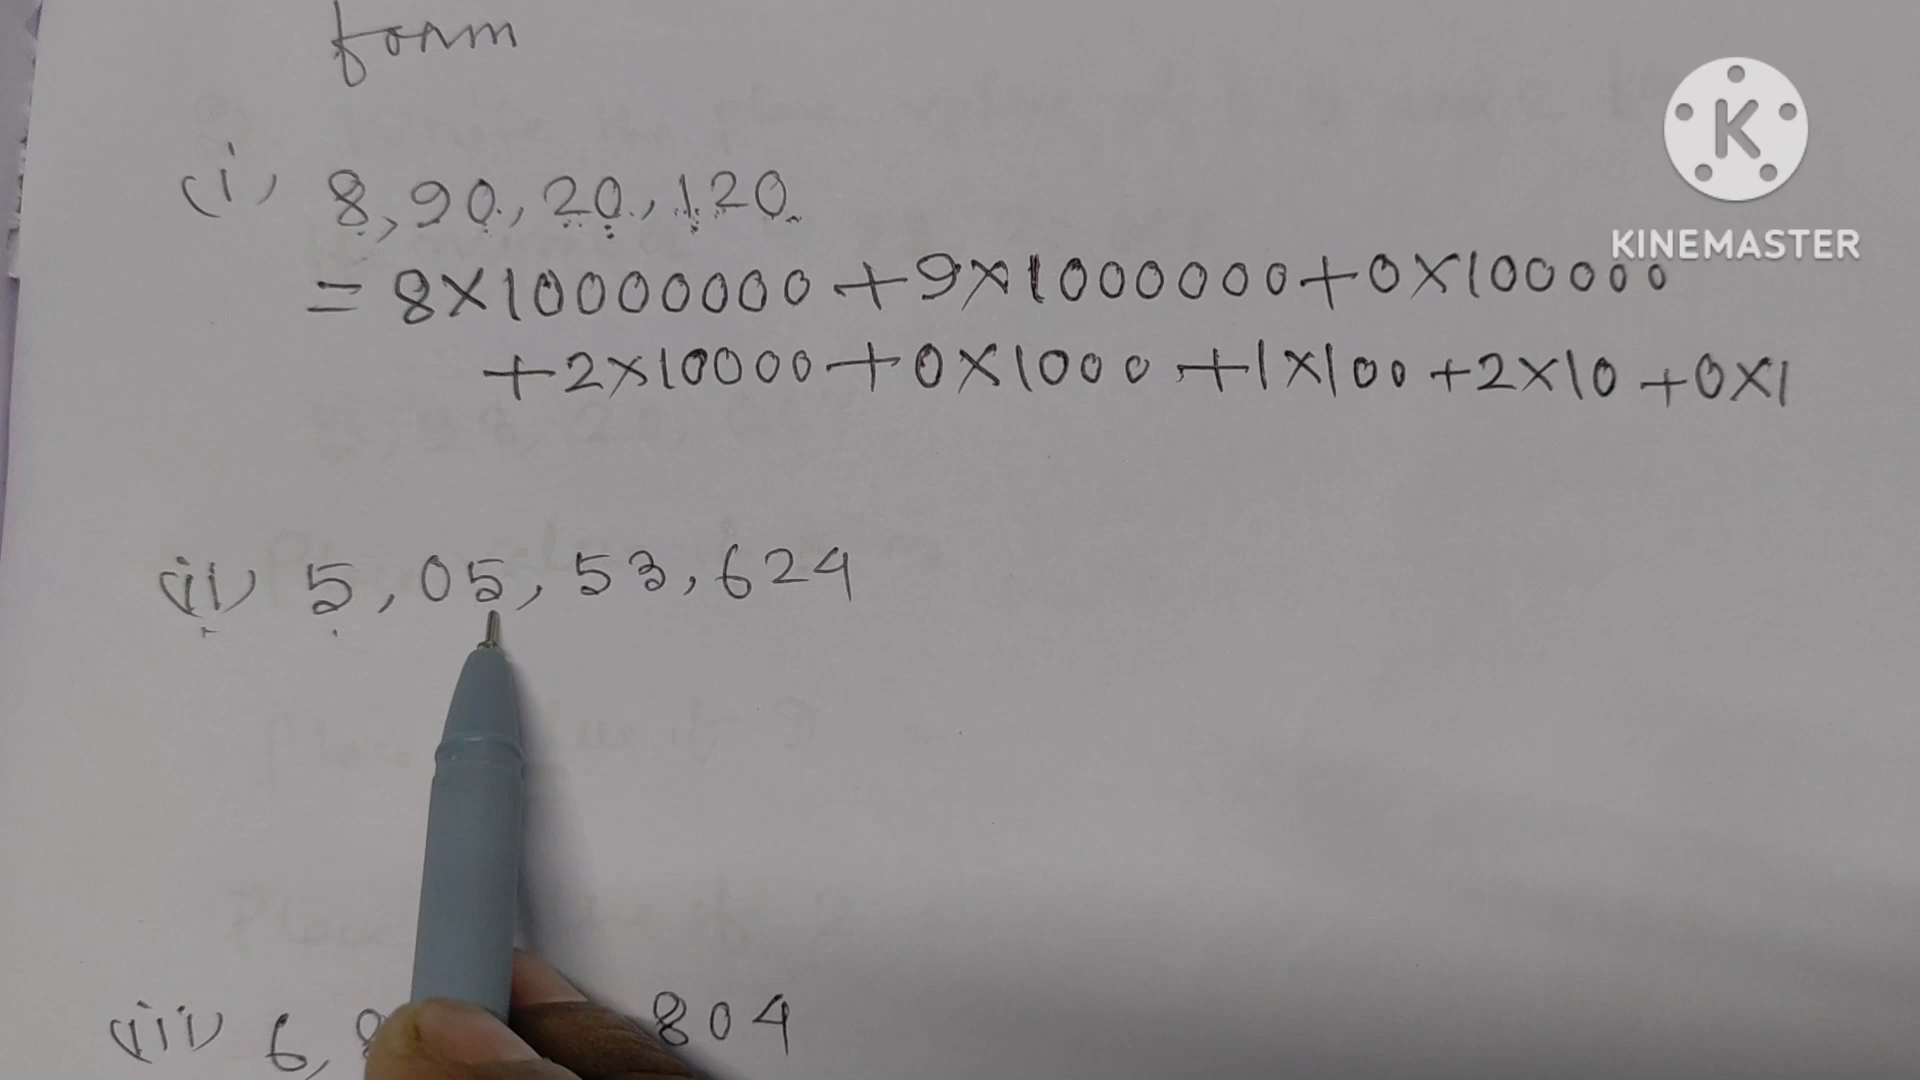 form
(i) 8,90,20,120
= 8×10000000+9×1000000+0×100000
+2×10000+0×1000+1×100+2×10+0×1
(ii) 5,05,53,624
(iii) 6,8 804
K
KINEMASTER